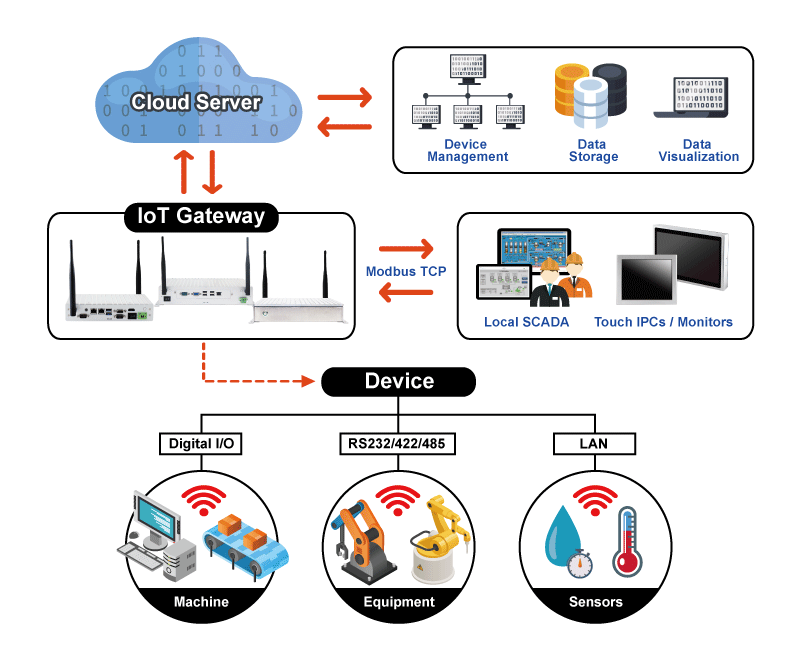 Cloud Server
Device
Management
Data
Storage
Data
Visualization
IoT Gateway
Modbus TCP
Local SCADA
Touch IPCs / Monitors
Device
Digital I/O
RS232/422/485
LAN
Machine
Equipment
Sensors